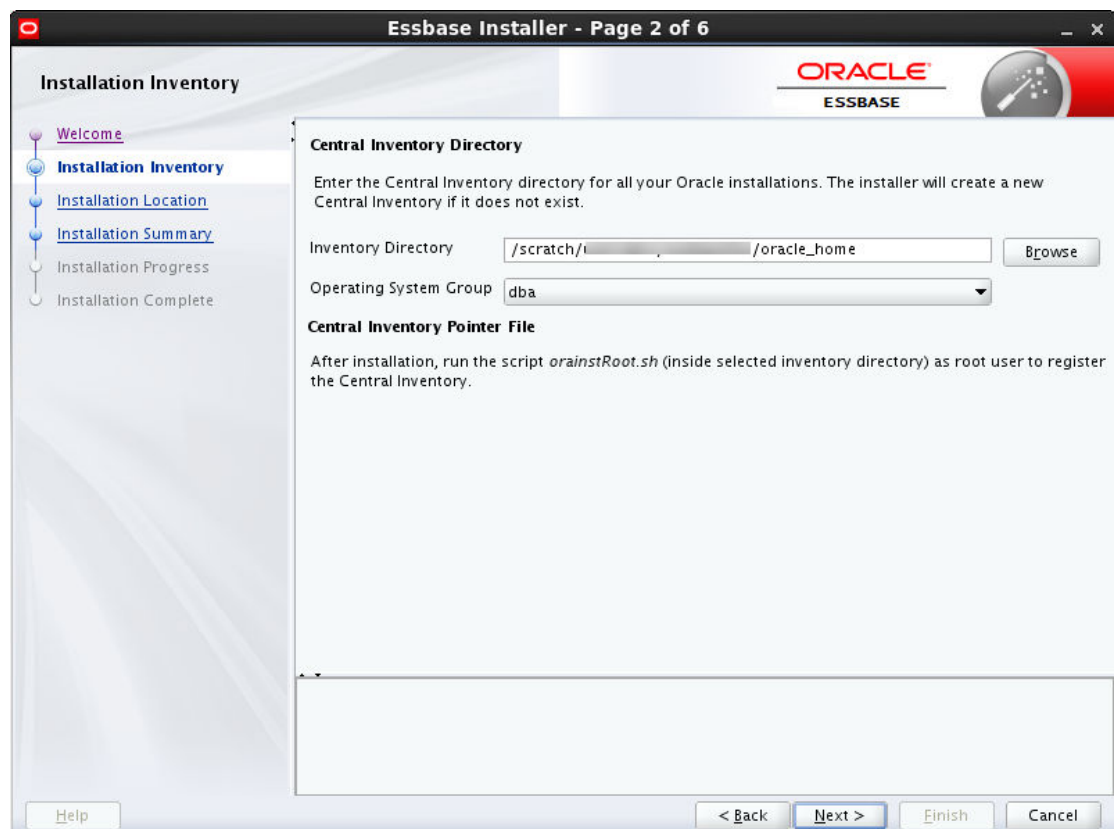 Essbase Installer - Page 2 of 6
Installation Inventory
ORACLE
ESSBASE
Welcome
Installation Inventory
Installation Location
Installation Summary
Installation Progress
Installation Complete
Central Inventory Directory
Enter the Central Inventory directory for all your Oracle installations. The installer will create a new
Central Inventory if it does not exist.
Inventory Directory
/scratch/ /oracle_home
Browse
Operating System Group
dba
Central Inventory Pointer File
After installation, run the script orainstRoot.sh (inside selected inventory directory) as root user to register
the Central Inventory.
Help
< Back
Next >
Finish
Cancel